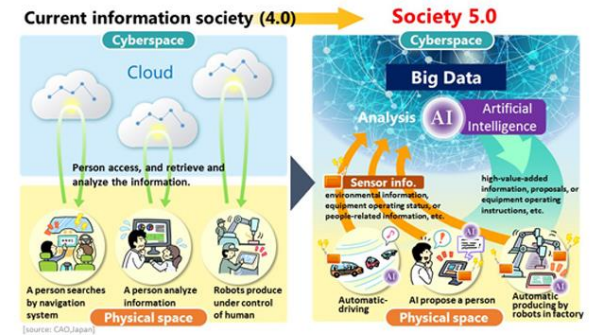 Current information society (4.0)
Society 5.0
Cyberspace
Cloud
Person access, and retrieve and
analyze the information.
A person searches
by navigation
system
A person analyze
information
Robots produce
under control
of human
Physical space
[source: CAO,Japan]
Cyberspace
Big Data
Analysis
AI
Artificial
Intelligence
Sensor info.
environmental information,
equipment operating status, or
people-related information, etc.
high-value-added
information, proposals, or
equipment operating
instructions, etc.
AI
AI
AI
Automatic-
driving
AI propose a person
Automatic
producing by
robots in factory
Physical space